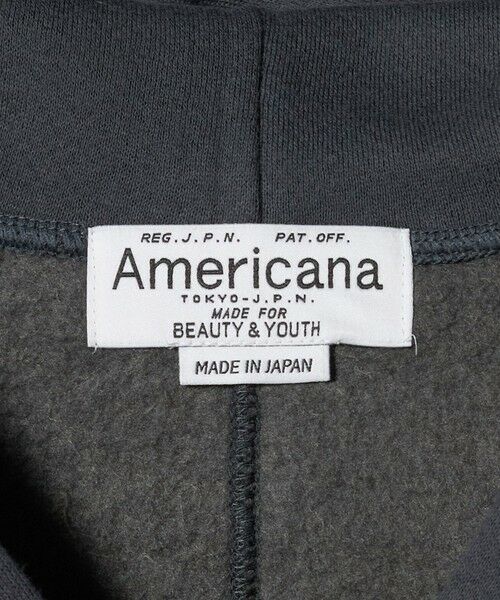 REG. J. P. N. PAT. OFF.
Americana
TOKYO-J.P.N.
MADE FOR
BEAUTY & YOUTH
MADE IN JAPAN